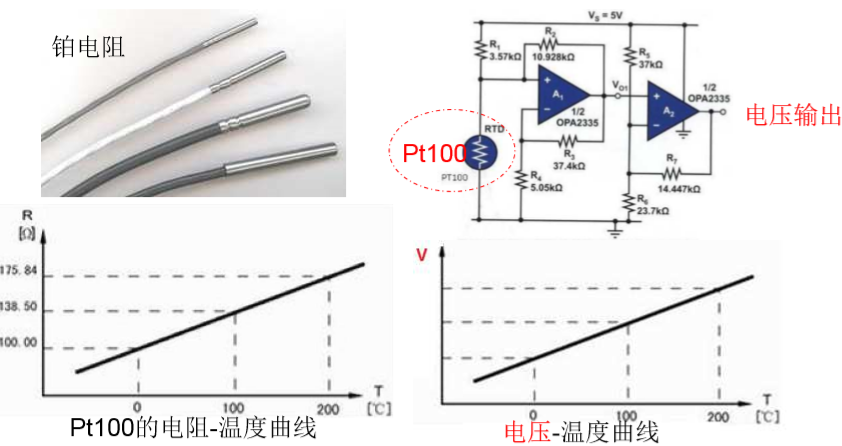 铂电阻
Vs = 5V
R1
3.57kΩ
R2
10.928kΩ
R5
37kΩ
A1
1/2
OPA2335
Vo1
1/2
OPA2335
A2
电压输出
RTD
Pt100
PT100
R3
37.4kΩ
R4
5.05kΩ
R7
14.447kΩ
R6
23.7kΩ
R
[Ω]
175.84
138.50
100.00
0
100
200
T
[℃]
Pt100的电阻-温度曲线
V
0
100
200
T
[℃]
电压-温度曲线